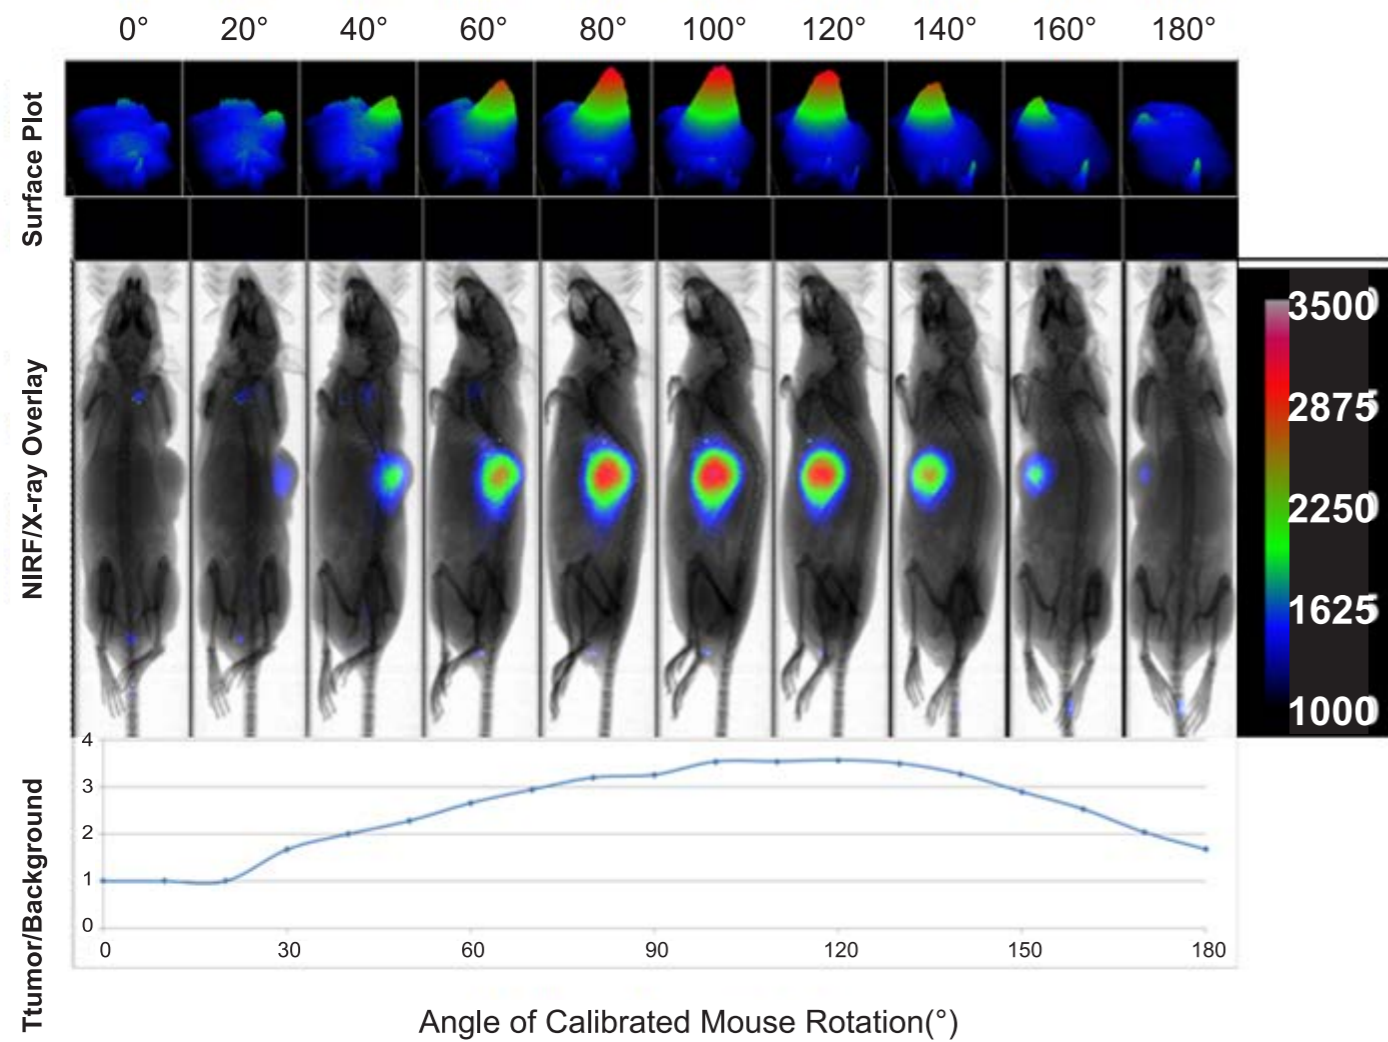 0° 20° 40° 60° 80° 100° 120° 140° 160° 180°
Surface Plot
NIRF/X-ray Overlay
3500
2875
2250
1625
1000
Ttumor/Background
4
3
2
1
0
0 30 60 90 120 150 180
Angle of Calibrated Mouse Rotation(°)